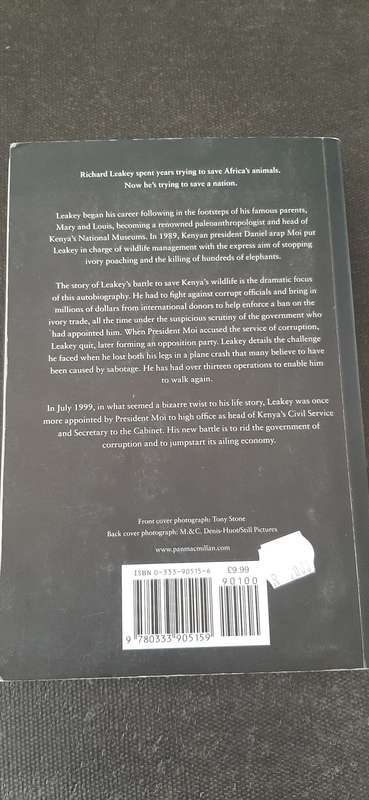 Richard Leakey spent years trying to save Africa's animals.
Now he's trying to save a nation.
Leakey began his career following in the footsteps of his famous parents,
Mary and Louis, becoming a renowned paleoanthropologist and head of
Kenya's National Museums. In 1989, Kenyan president Daniel arap Moi put
Leakey in charge of wildlife management with the express aim of stopping
ivory poaching and the killing of hundreds of elephants.
The story of Leakey's battle to save Kenya's wildlife is the dramatic focus
of this autobiography. He had to fight against corrupt officials and bring in
millions of dollars from international donors to help enforce a ban on the
ivory trade, all the time under the suspicious scrutiny of the government who
had appointed him. When President Moi accused the service of corruption,
Leakey quit, later forming an opposition party. Leakey details the challenge
he faced when he lost both his legs in a plane crash that many believe to have
been caused by sabotage. He has had over thirteen operations to enable him
to walk again.
In July 1999, in what seemed a bizarre twist to his life story, Leakey was once
more appointed by President Moi to high office as head of Kenya's Civil Service
and Secretary to the Cabinet. His new battle is to rid the government of
corruption and to jumpstart its ailing economy.
Front cover photograph: Tony Stone
Back cover photograph: M.&C. Denis-Huot/Still Pictures
www.panmacmillan.com
ISBN 0-333-90515-6 £9.99
90100
9 780333 905159